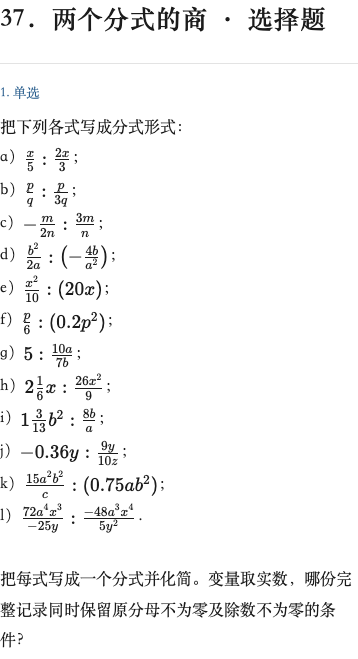 37．两个分式的商 · 选择题
1. 单选
把下列各式写成分式形式：
a) x/5 : 2x/3 ;
b) p/q : p/(3q) ;
c) −m/(2n) : 3m/n ;
d) b²/(2a) : (−4b/a²) ;
e) x²/10 : (20x);
f) p/6 : (0.2p²);
g) 5 : 10a/(7b) ;
h) 2 1/6 x : 26x²/9 ;
i) 1 3/13 b² : 8b/a ;
j) −0.36y : 9y/(10z) ;
k) 15a²b²/c : (0.75ab²);
l) 72a⁴x³/(−25y) : −48a³x⁴/(5y²) .
把每式写成一个分式并化简。变量取实数，哪份完
整记录同时保留原分母不为零及除数不为零的条
件?